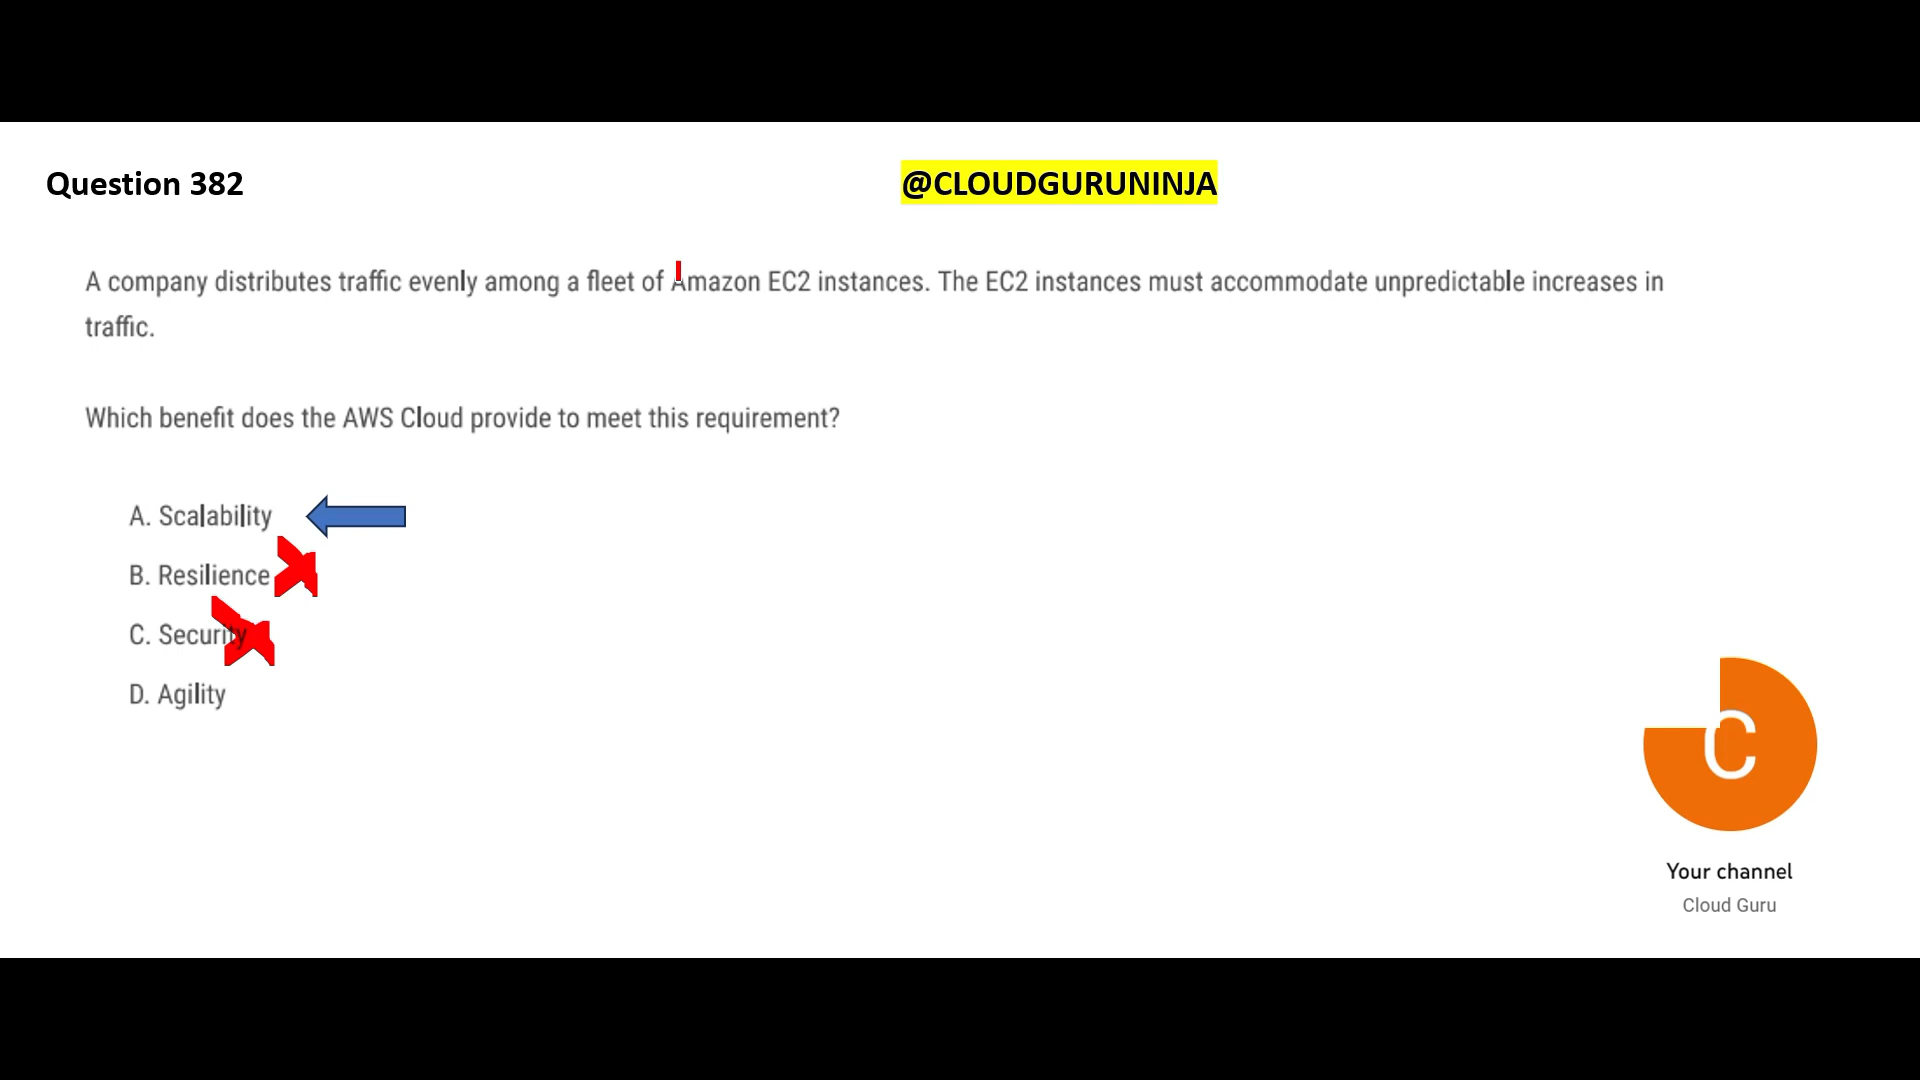 Question 382
@CLOUDGURUNINJA
A company distributes traffic evenly among a fleet of Amazon EC2 instances. The EC2 instances must accommodate unpredictable increases in
traffic.
Which benefit does the AWS Cloud provide to meet this requirement?
A. Scalability
B. Resilience
C. Security
D. Agility
C
Your channel
Cloud Guru